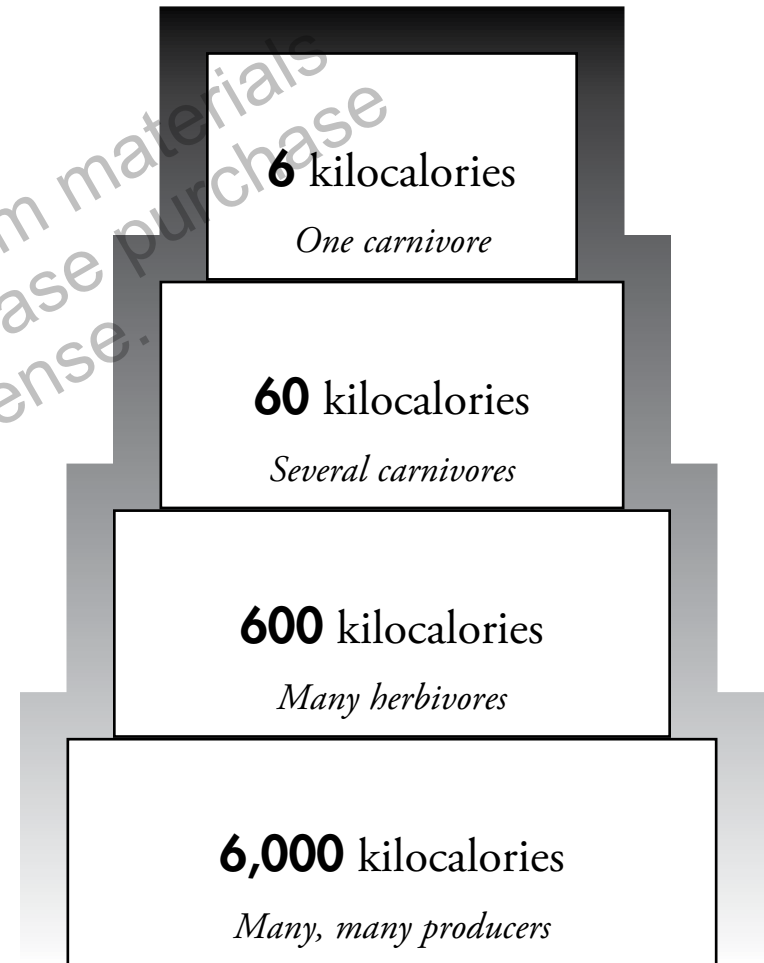 materials
purchase
6 kilocalories
One carnivore
60 kilocalories
Several carnivores
600 kilocalories
Many herbivores
6,000 kilocalories
Many, many producers